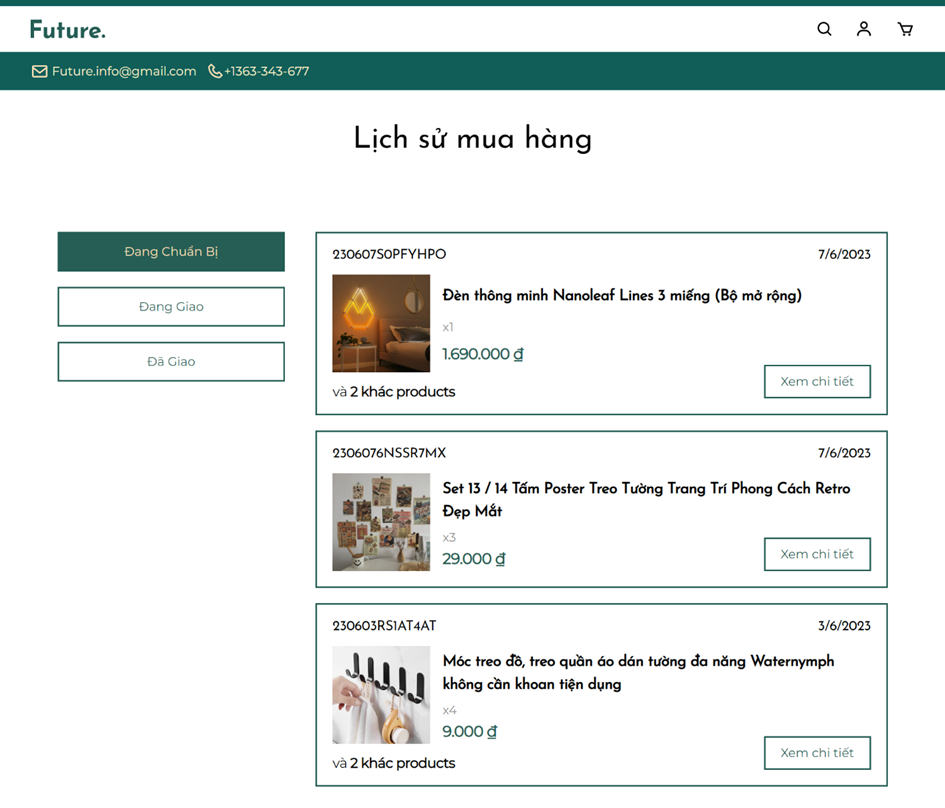 Future.
Future.info@gmail.com +1363-343-677
Lịch sử mua hàng
Đang Chuẩn Bị
Đang Giao
Đã Giao
230607S0PFYHPO 7/6/2023
Đèn thông minh Nanoleaf Lines 3 miếng (Bộ mở rộng)
x1
1.690.000 ₫
và 2 khác products
Xem chi tiết
2306076NSSR7MX 7/6/2023
Set 13 / 14 Tấm Poster Treo Tường Trang Trí Phong Cách Retro
Đẹp Mắt
x3
29.000 ₫
Xem chi tiết
230603RS1AT4AT 3/6/2023
Móc treo đồ, treo quần áo dán tường đa năng Waternymph
không cần khoan tiện dụng
x4
9.000 ₫
và 2 khác products
Xem chi tiết